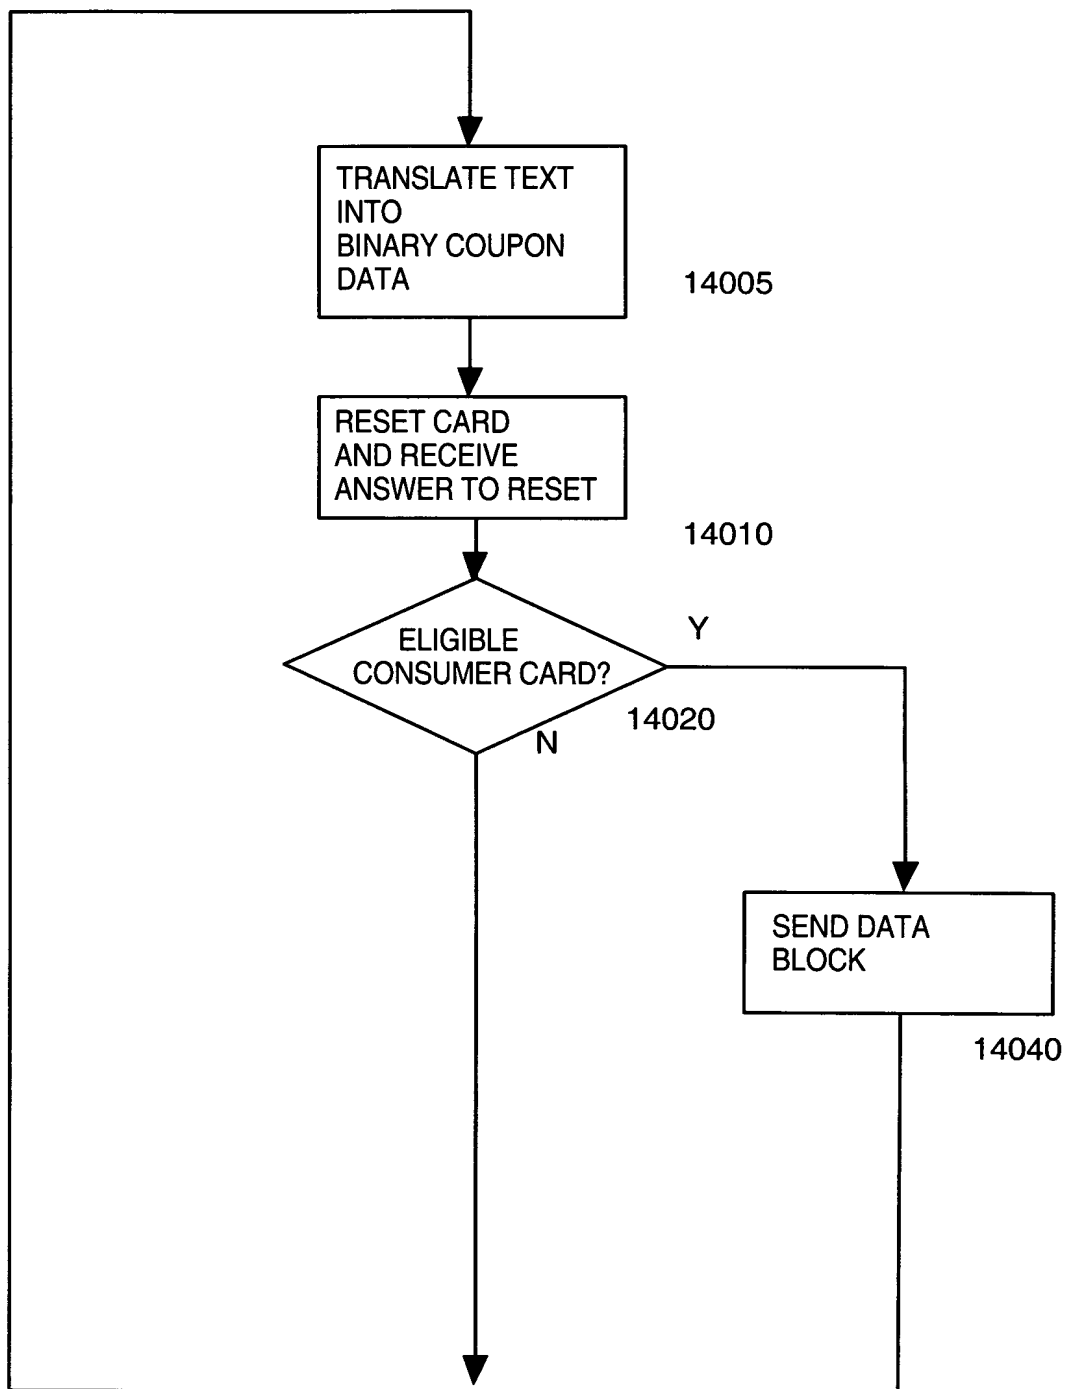 TRANSLATE TEXT
INTO
BINARY COUPON
DATA
14005
RESET CARD
AND RECEIVE
ANSWER TO RESET
14010
ELIGIBLE
CONSUMER CARD?
Y
14020
N
SEND DATA
BLOCK
14040